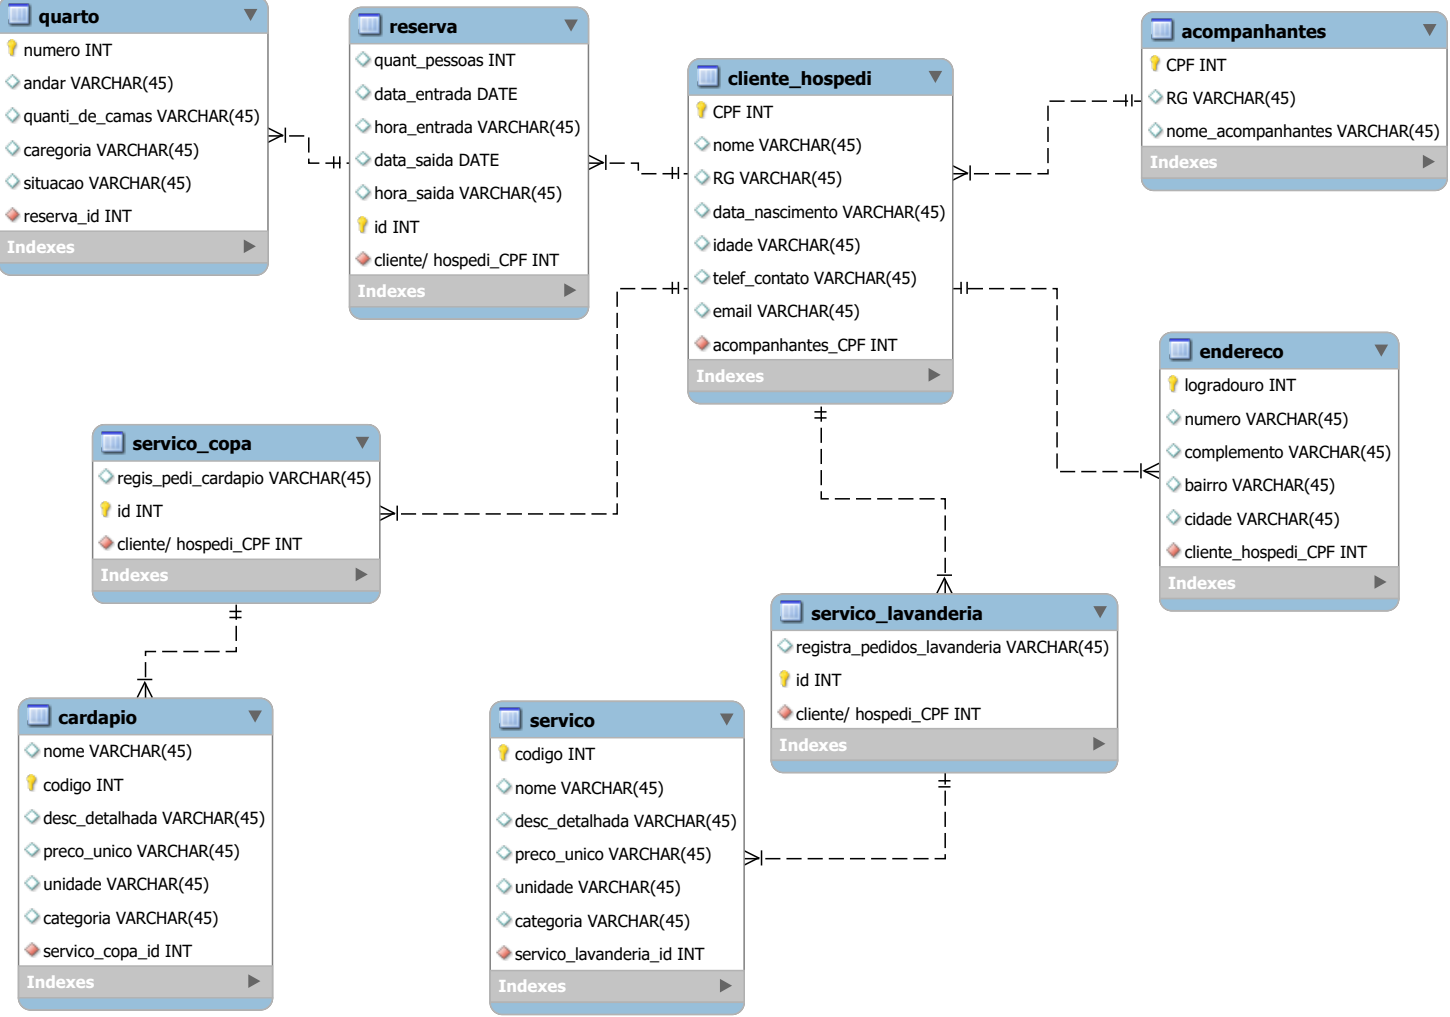 quarto
numero INT
andar VARCHAR(45)
quanti_de_camas VARCHAR(45)
caregoria VARCHAR(45)
situacao VARCHAR(45)
reserva_id INT
Indexes
reserva
quant_pessoas INT
data_entrada DATE
hora_entrada VARCHAR(45)
data_saida DATE
hora_saida VARCHAR(45)
id INT
cliente/ hospedi_CPF INT
Indexes
cliente_hospedi
CPF INT
nome VARCHAR(45)
RG VARCHAR(45)
data_nascimento VARCHAR(45)
idade VARCHAR(45)
telef_contato VARCHAR(45)
email VARCHAR(45)
acompanhantes_CPF INT
Indexes
acompanhantes
CPF INT
RG VARCHAR(45)
nome_acompanhantes VARCHAR(45)
Indexes
endereco
logradouro INT
numero VARCHAR(45)
complemento VARCHAR(45)
bairro VARCHAR(45)
cidade VARCHAR(45)
cliente_hospedi_CPF INT
Indexes
servico_copa
regis_pedi_cardapio VARCHAR(45)
id INT
cliente/ hospedi_CPF INT
Indexes
servico_lavanderia
registra_pedidos_lavanderia VARCHAR(45)
id INT
cliente/ hospedi_CPF INT
Indexes
cardapio
nome VARCHAR(45)
codigo INT
desc_detalhada VARCHAR(45)
preco_unico VARCHAR(45)
unidade VARCHAR(45)
categoria VARCHAR(45)
servico_copa_id INT
Indexes
servico
codigo INT
nome VARCHAR(45)
desc_detalhada VARCHAR(45)
preco_unico VARCHAR(45)
unidade VARCHAR(45)
categoria VARCHAR(45)
servico_lavanderia_id INT
Indexes